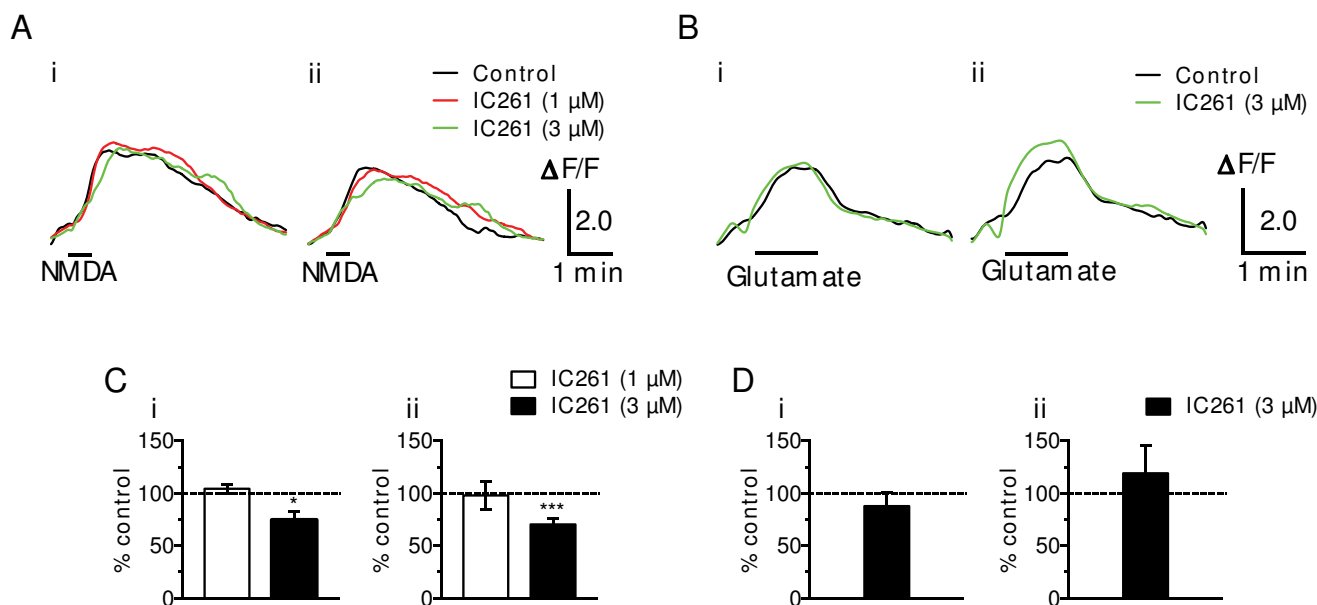 A
i
ii
Control
IC261 (1 µM)
IC261 (3 µM)
Δ F/F
2.0
1 min
NMDA
NMDA
B
i
ii
Control
IC261 (3 µM)
Δ F/F
2.0
1 min
Glutamate
Glutamate
C
IC261 (1 µM)
IC261 (3 µM)
i
% control
150
100
50
0
*
ii
% control
150
100
50
0
***
D
IC261 (3 µM)
i
% control
150
100
50
0
ii
% control
150
100
50
0